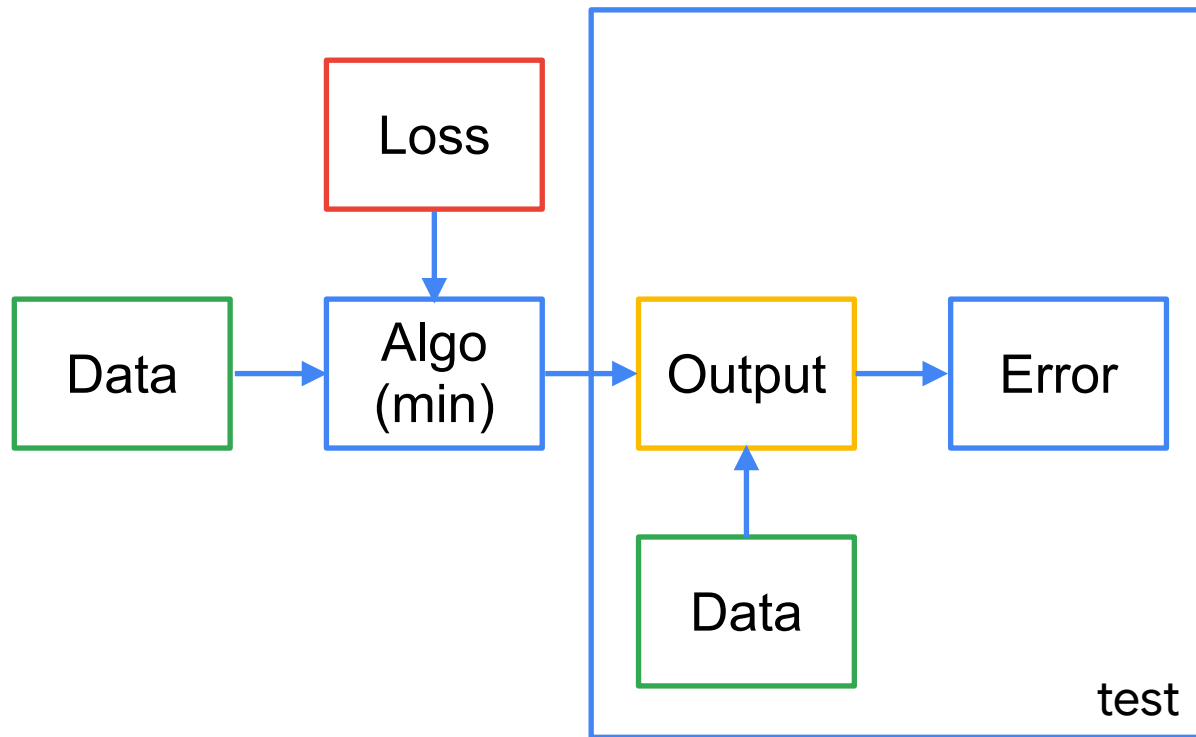 Loss
Data
Algo
(min)
Output
Error
Data
test